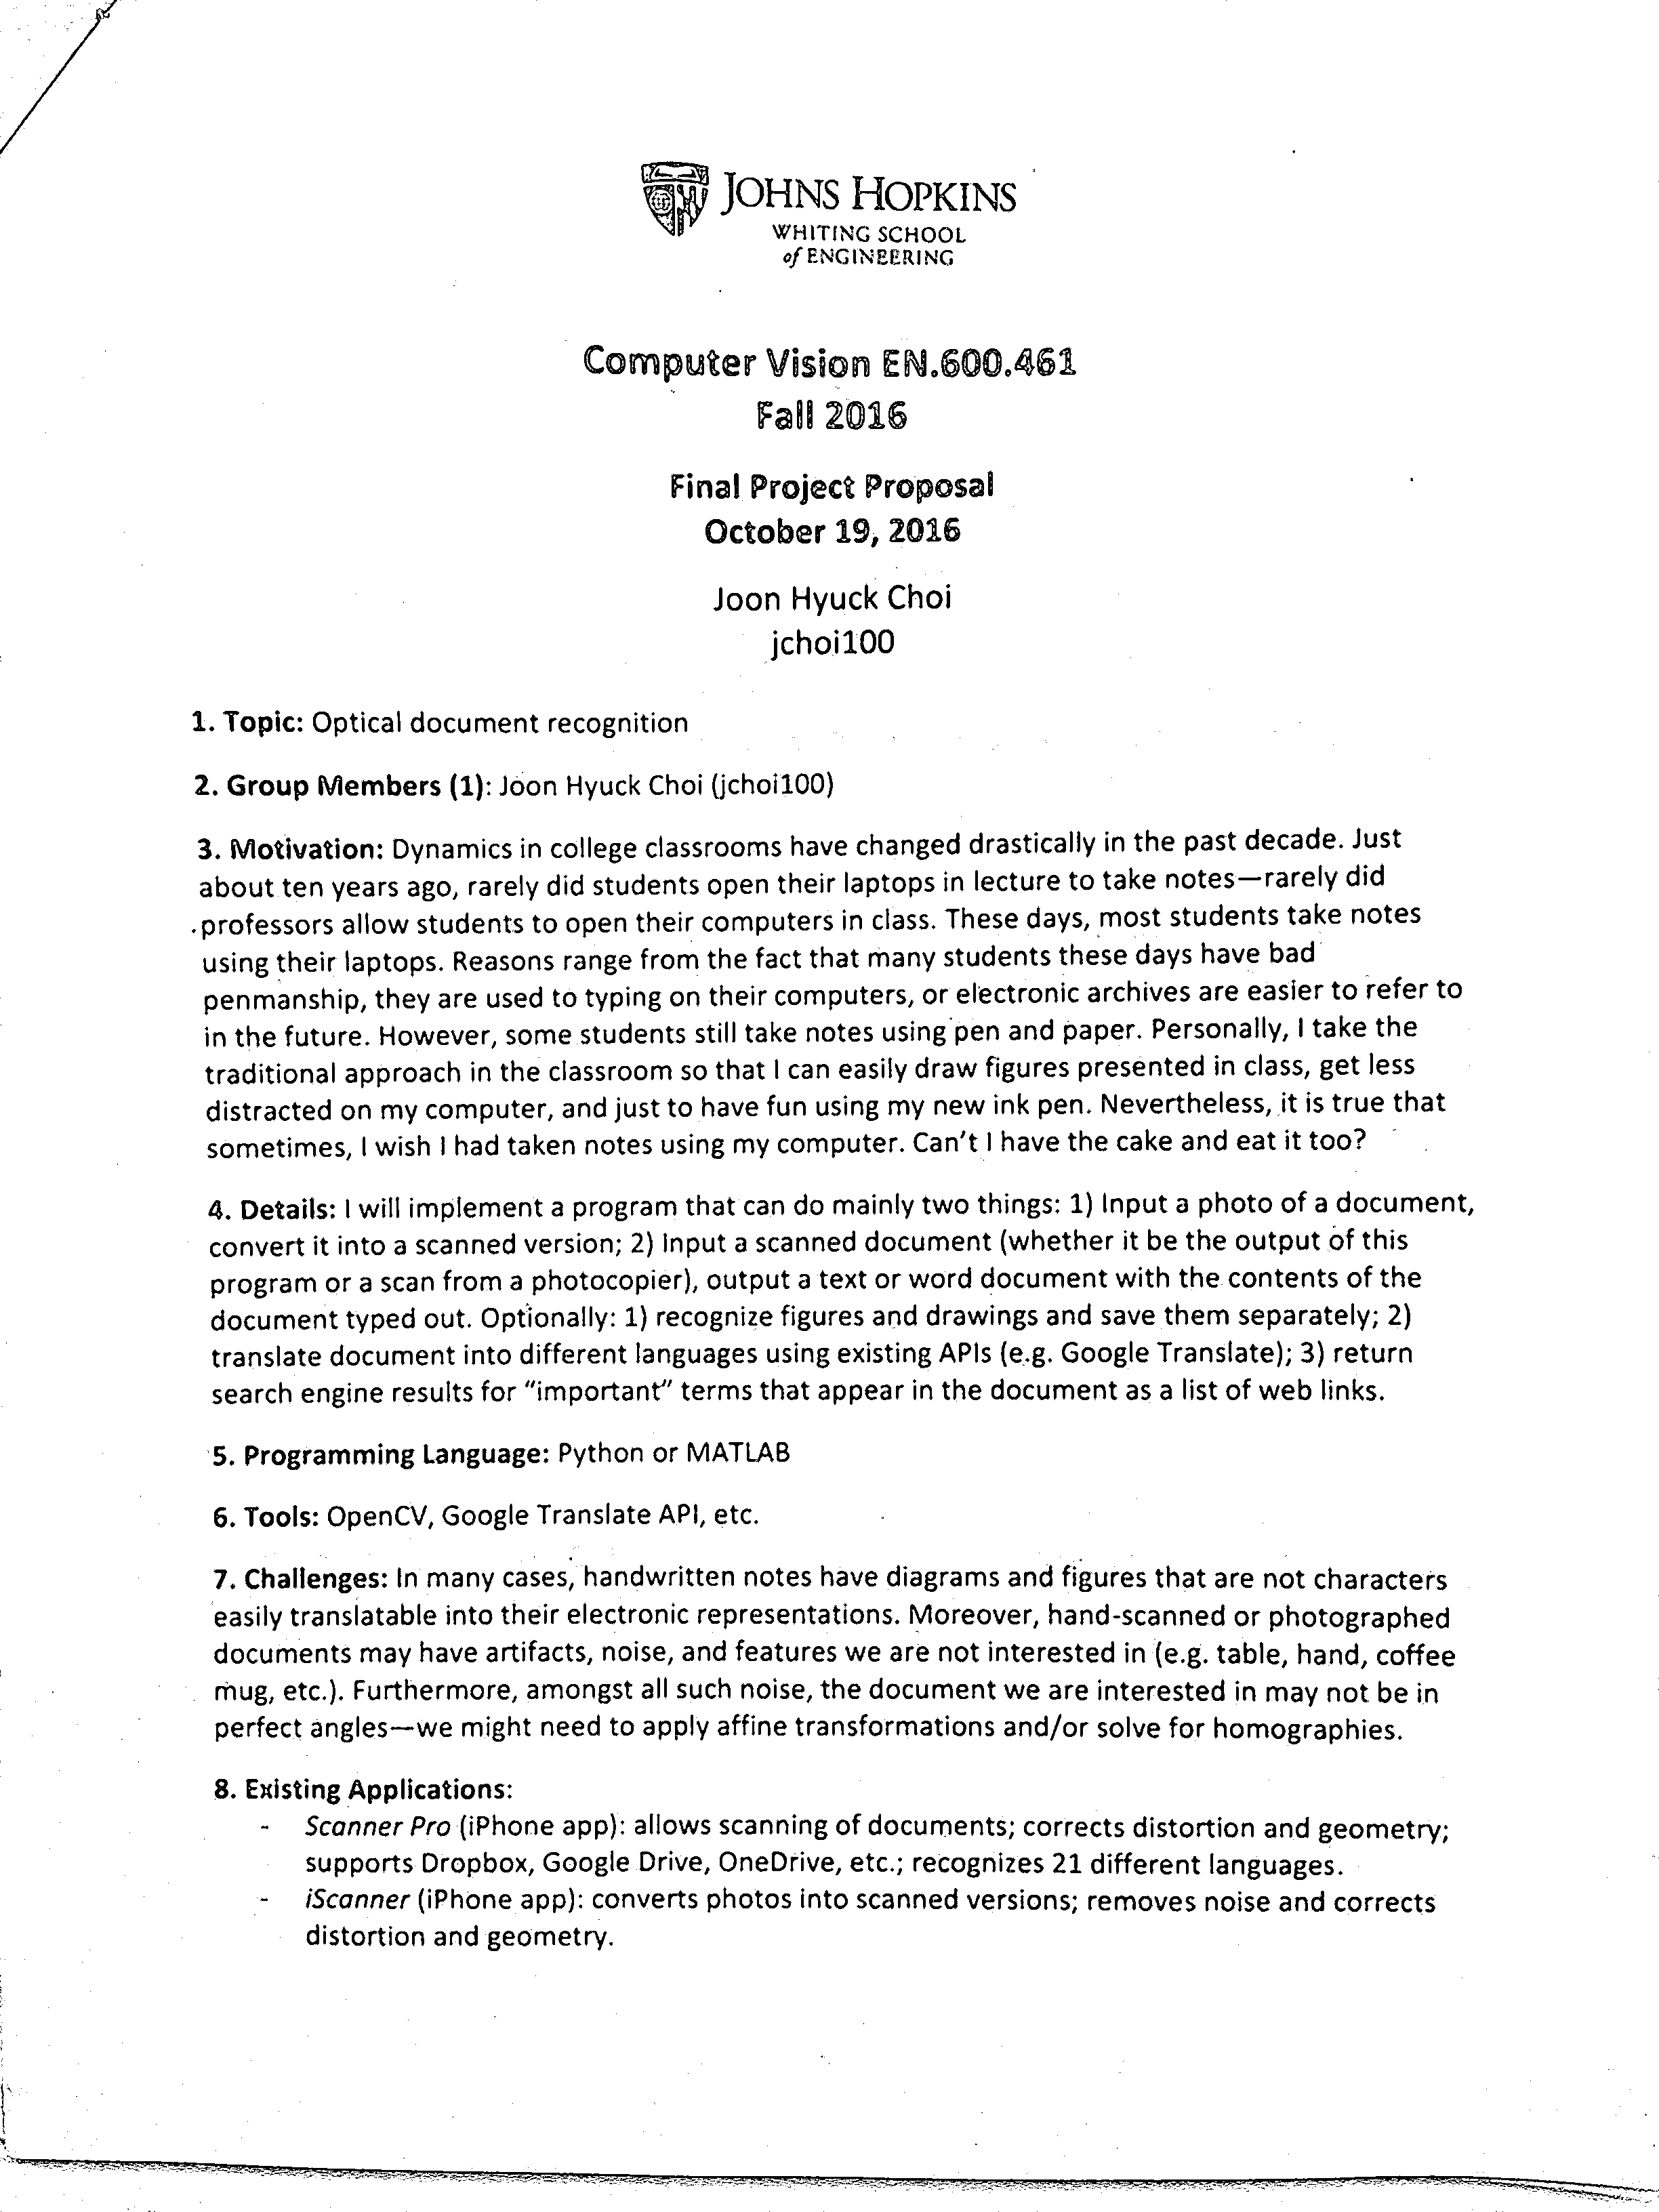 JOHNS HOPKINS
WHITING SCHOOL
of ENGINEERING
Computer Vision EN.600.461
Fall 2016
Final Project Proposal
October 19, 2016
Joon Hyuck Choi
jchoi100
1. Topic: Optical document recognition
2. Group Members (1): Joon Hyuck Choi (jchoi100)
3. Motivation: Dynamics in college classrooms have changed drastically in the past decade. Just
about ten years ago, rarely did students open their laptops in lecture to take notes—rarely did
professors allow students to open their computers in class. These days, most students take notes
using their laptops. Reasons range from the fact that many students these days have bad
penmanship, they are used to typing on their computers, or electronic archives are easier to refer to
in the future. However, some students still take notes using pen and paper. Personally, I take the
traditional approach in the classroom so that I can easily draw figures presented in class, get less
distracted on my computer, and just to have fun using my new ink pen. Nevertheless, it is true that
sometimes, I wish I had taken notes using my computer. Can't I have the cake and eat it too?
4. Details: I will implement a program that can do mainly two things: 1) Input a photo of a document,
convert it into a scanned version; 2) Input a scanned document (whether it be the output of this
program or a scan from a photocopier), output a text or word document with the contents of the
document typed out. Optionally: 1) recognize figures and drawings and save them separately; 2)
translate document into different languages using existing APIs (e.g. Google Translate); 3) return
search engine results for “important” terms that appear in the document as a list of web links.
5. Programming Language: Python or MATLAB
6. Tools: OpenCV, Google Translate API, etc.
7. Challenges: In many cases, handwritten notes have diagrams and figures that are not characters
easily translatable into their electronic representations. Moreover, hand-scanned or photographed
documents may have artifacts, noise, and features we are not interested in (e.g. table, hand, coffee
mug, etc.). Furthermore, amongst all such noise, the document we are interested in may not be in
perfect angles—we might need to apply affine transformations and/or solve for homographies.
8. Existing Applications:
- Scanner Pro (iPhone app): allows scanning of documents; corrects distortion and geometry;
supports Dropbox, Google Drive, OneDrive, etc.; recognizes 21 different languages.
- iScanner (iPhone app): converts photos into scanned versions; removes noise and corrects
distortion and geometry.